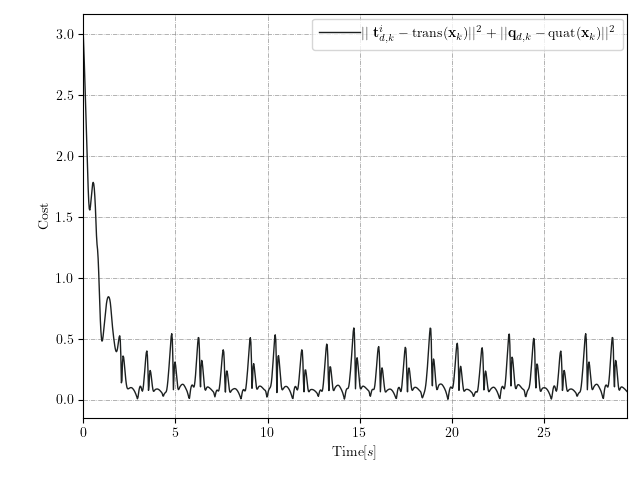 || t^i_{d,k} − trans(x_k)||² + ||q_{d,k} − quat(x_k)||²
3.0
2.5
2.0
1.5
1.0
0.5
0.0
Cost
0 5 10 15 20 25
Time[s]